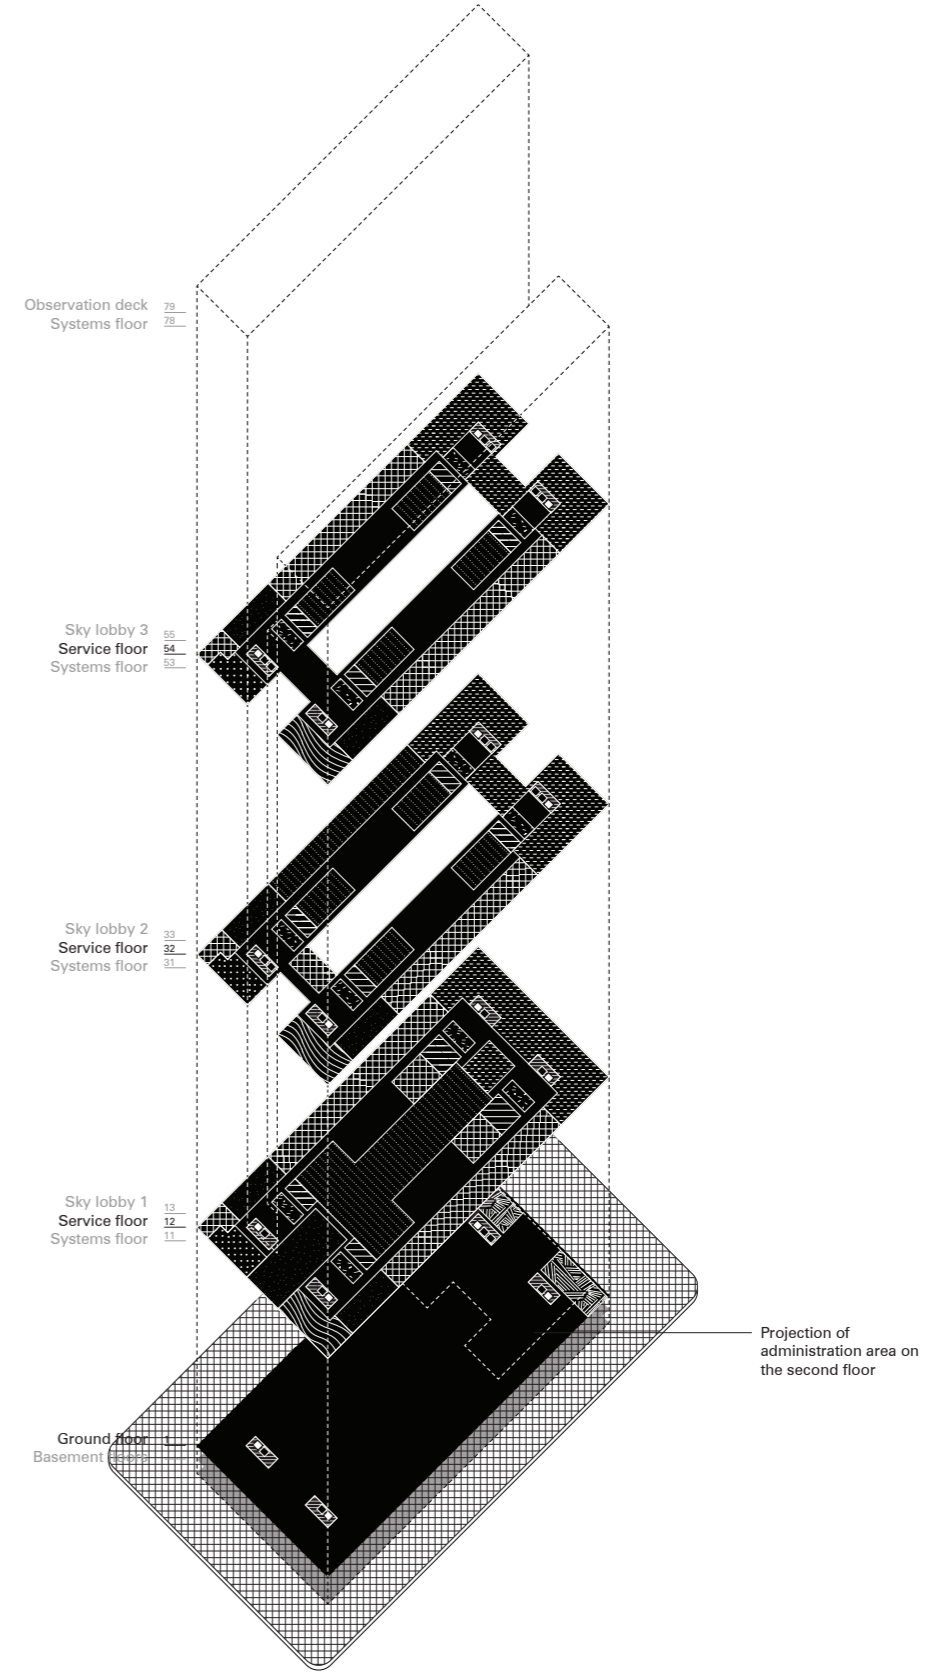 Observation deck 79
Systems floor 78
Sky lobby 3 55
Service floor 54
Systems floor 53
Sky lobby 2 33
Service floor 32
Systems floor 31
Sky lobby 1 13
Service floor 12
Systems floor 11
Projection of
administration area on
the second floor
Ground floor 1
Basement floors